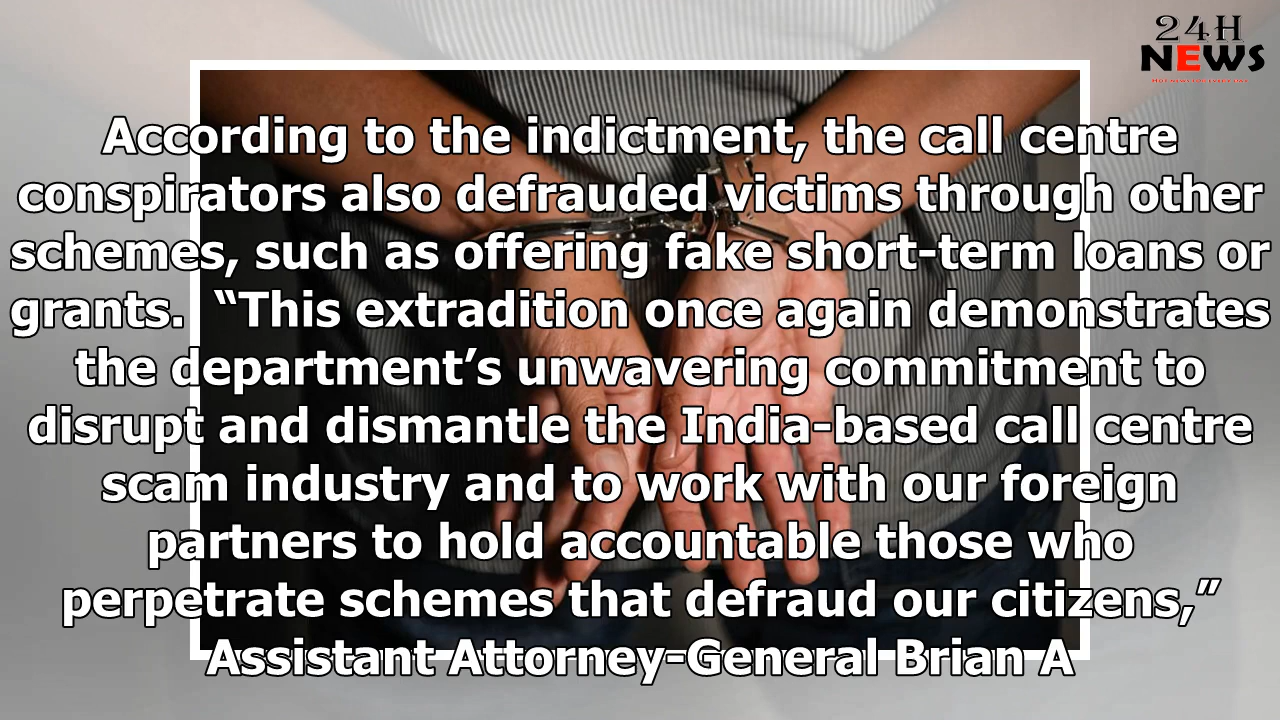 24H
NEWS
According to the indictment, the call centre
conspirators also defrauded victims through other
schemes, such as offering fake short-term loans or
grants.  “This extradition once again demonstrates
the department’s unwavering commitment to
disrupt and dismantle the India-based call centre
scam industry and to work with our foreign
partners to hold accountable those who
perpetrate schemes that defraud our citizens,”
Assistant Attorney-General Brian A